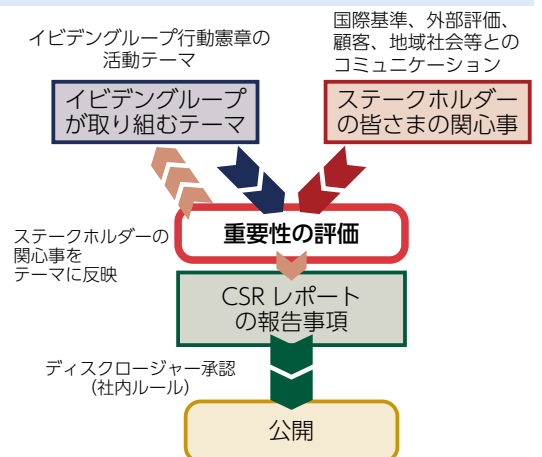 イビデングループ行動憲章の
活動テーマ
国際基準、外部評価、
顧客、地域社会等との
コミュニケーション
イビデングループ
が取り組むテーマ
ステークホルダー
の皆さまの関心事
重要性の評価
ステークホルダーの
関心事を
テーマに反映
CSR レポート
の報告事項
ディスクロージャー承認
（社内ルール）
公開